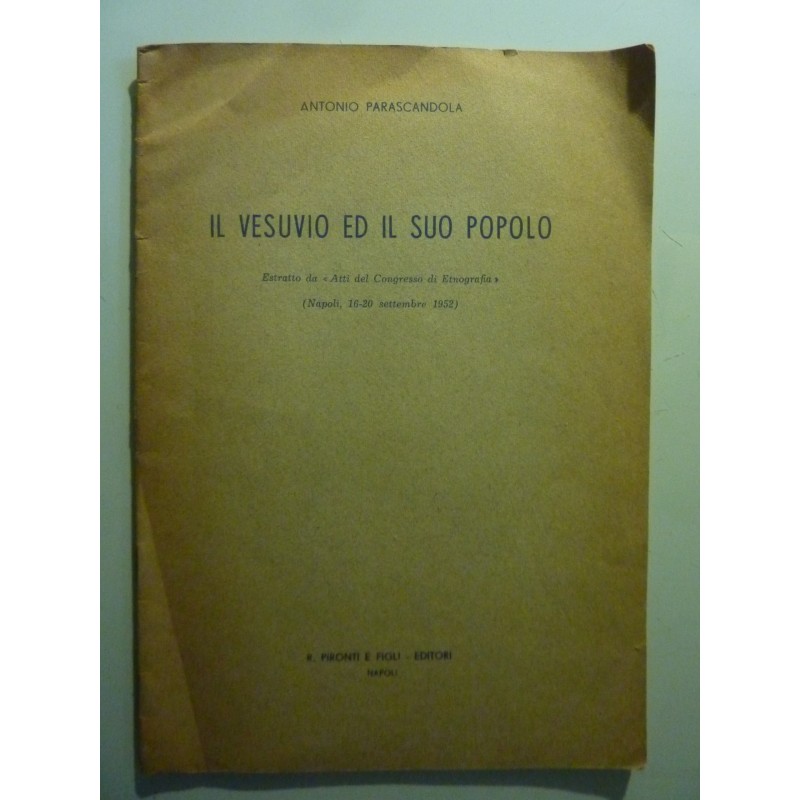 ANTONIO PARASCANDOLA
IL VESUVIO ED IL SUO POPOLO
Estratto da « Atti del Congresso di Etnografia »
(Napoli, 16-20 settembre 1952)
R. PIRONTI E FIGLI - EDITORI
NAPOLI